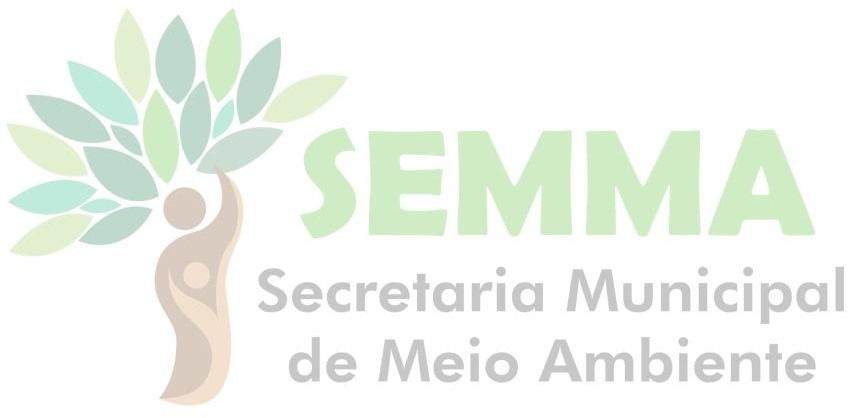 SEMMA
Secretaria Municipal
de Meio Ambiente